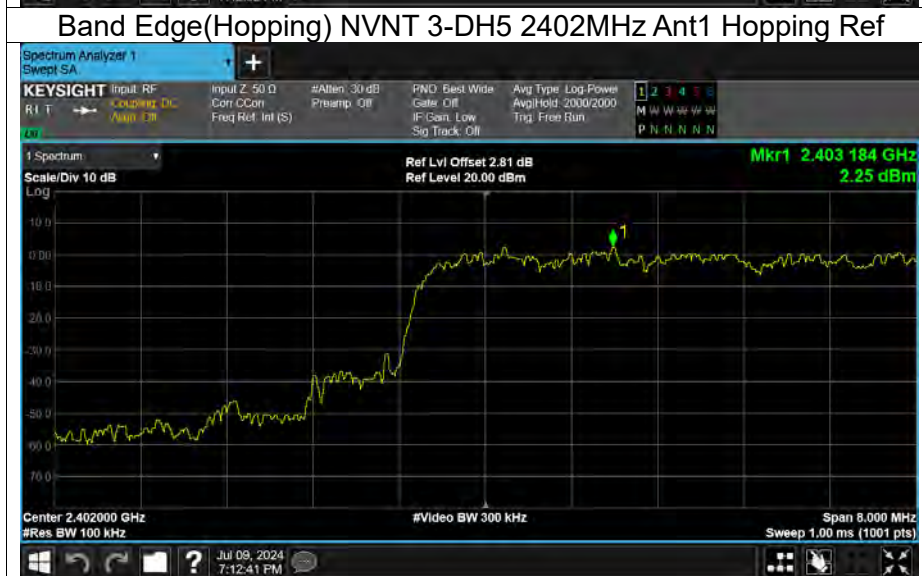 Band Edge(Hopping) NVNT 3-DH5 2402MHz Ant1 Hopping Ref
Spectrum Analyzer 1
Swept SA
+
KEYSIGHT Input: RF
RL T
Coupling: DC
Align: Off
Input Z: 50 Ω
Corr CCorr
Freq Ref: Int (S)
#Atten: 30 dB
Preamp: Off
PNO: Best Wide
Gate: Off
IF Gain: Low
Sig Track: Off
Avg Type: Log-Power
Avg|Hold: 2000/2000
Trig: Free Run
1 2 3 4 5 6
M W W W W W
P N N N N N
1 Spectrum
Scale/Div 10 dB
Log
Ref Lvl Offset 2.81 dB
Ref Level 20.00 dBm
Mkr1 2.403 184 GHz
2.25 dBm
10.0
0.00
-10.0
-20.0
-30.0
-40.0
-50.0
-60.0
-70.0
1
Center 2.402000 GHz
#Res BW 100 kHz
#Video BW 300 kHz
Span 8.000 MHz
Sweep 1.00 ms (1001 pts)
?
Jul 09, 2024
7:12:41 PM